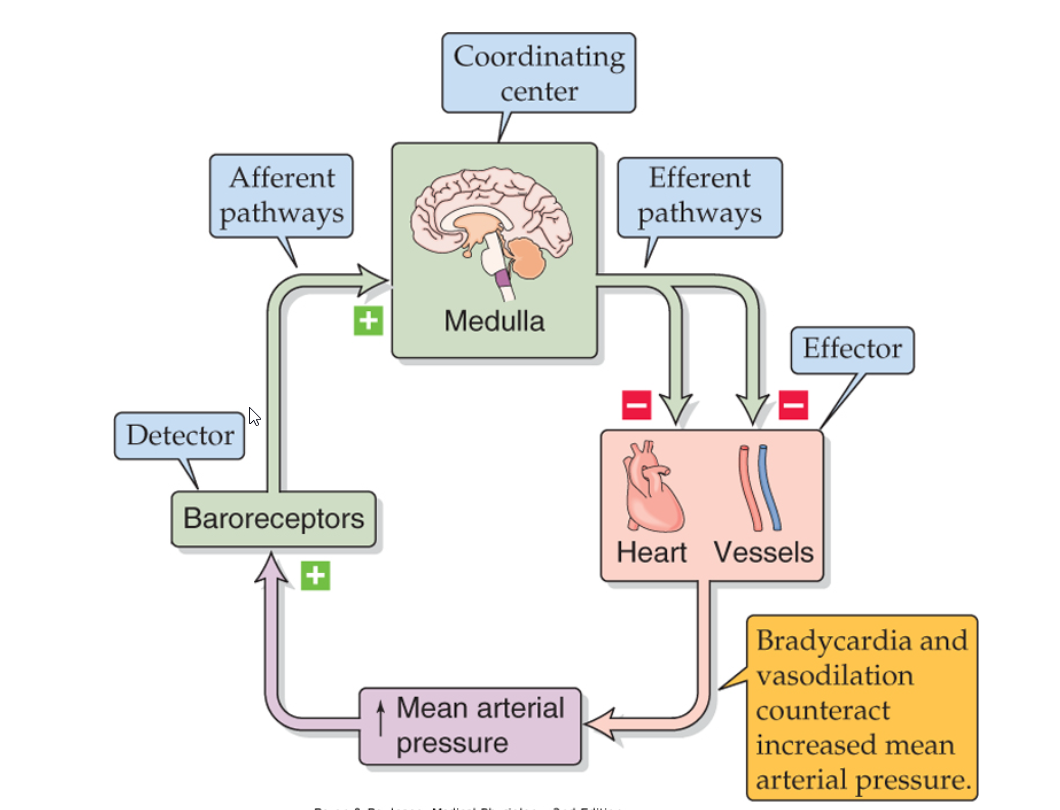 Coordinating
center
Afferent
pathways
Efferent
pathways
Medulla
+
Effector
−
−
Detector
Baroreceptors
Heart
Vessels
+
Bradycardia and
vasodilation
counteract
increased mean
arterial pressure.
↑ Mean arterial
pressure